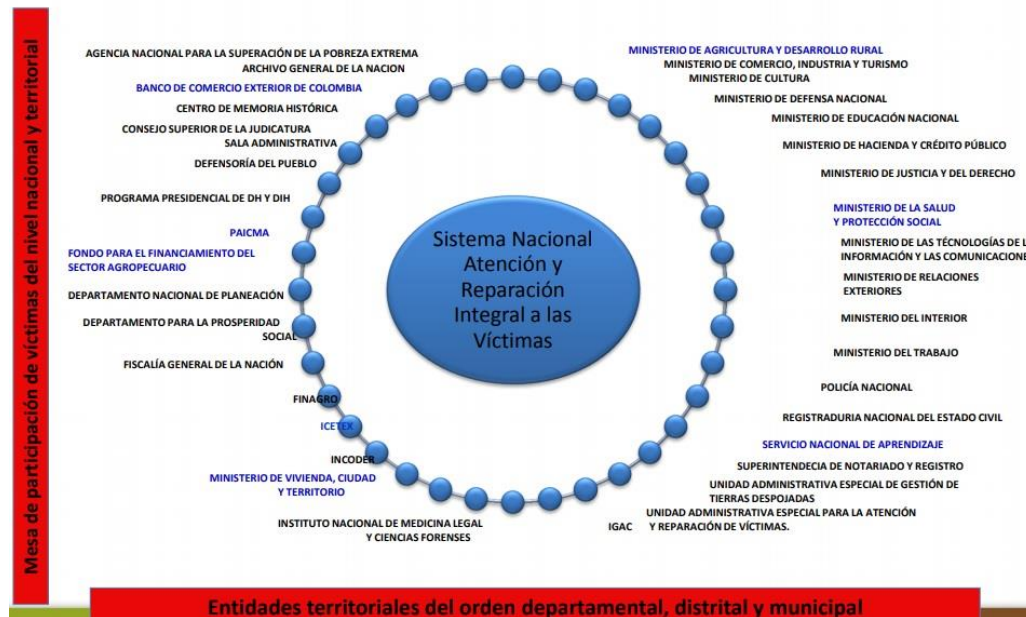 Mesa de participación de víctimas del nivel nacional y territorial
AGENCIA NACIONAL PARA LA SUPERACIÓN DE LA POBREZA EXTREMA
ARCHIVO GENERAL DE LA NACION
BANCO DE COMERCIO EXTERIOR DE COLOMBIA
CENTRO DE MEMORIA HISTÓRICA
CONSEJO SUPERIOR DE LA JUDICATURA
SALA ADMINISTRATIVA
DEFENSORÍA DEL PUEBLO
PROGRAMA PRESIDENCIAL DE DH Y DIH
PAICMA
FONDO PARA EL FINANCIAMIENTO DEL
SECTOR AGROPECUARIO
DEPARTAMENTO NACIONAL DE PLANEACIÓN
DEPARTAMENTO PARA LA PROSPERIDAD
SOCIAL
FISCALÍA GENERAL DE LA NACIÓN
FINAGRO
ICETEX
INCODER
MINISTERIO DE VIVIENDA, CIUDAD
Y TERRITORIO
INSTITUTO NACIONAL DE MEDICINA LEGAL
Y CIENCIAS FORENSES
Sistema Nacional
Atención y
Reparación
Integral a las
Víctimas
MINISTERIO DE AGRICULTURA Y DESARROLLO RURAL
MINISTERIO DE COMERCIO, INDUSTRIA Y TURISMO
MINISTERIO DE CULTURA
MINISTERIO DE DEFENSA NACIONAL
MINISTERIO DE EDUCACIÓN NACIONAL
MINISTERIO DE HACIENDA Y CRÉDITO PÚBLICO
MINISTERIO DE JUSTICIA Y DEL DERECHO
MINISTERIO DE LA SALUD
Y PROTECCIÓN SOCIAL
MINISTERIO DE LAS TÉCNOLOGÍAS DE L
INFORMACIÓN Y LAS COMUNICACIONE
MINISTERIO DE RELACIONES
EXTERIORES
MINISTERIO DEL INTERIOR
MINISTERIO DEL TRABAJO
POLICÍA NACIONAL
REGISTRADURIA NACIONAL DEL ESTADO CIVIL
SERVICIO NACIONAL DE APRENDIZAJE
SUPERINTENDECIA DE NOTARIADO Y REGISTRO
UNIDAD ADMINISTRATIVA ESPECIAL DE GESTIÓN DE
TIERRAS DESPOJADAS
UNIDAD ADMINISTRATIVA ESPECIAL PARA LA ATENCIÓN
Y REPARACIÓN DE VÍCTIMAS.
IGAC
Entidades territoriales del orden departamental, distrital y municipal